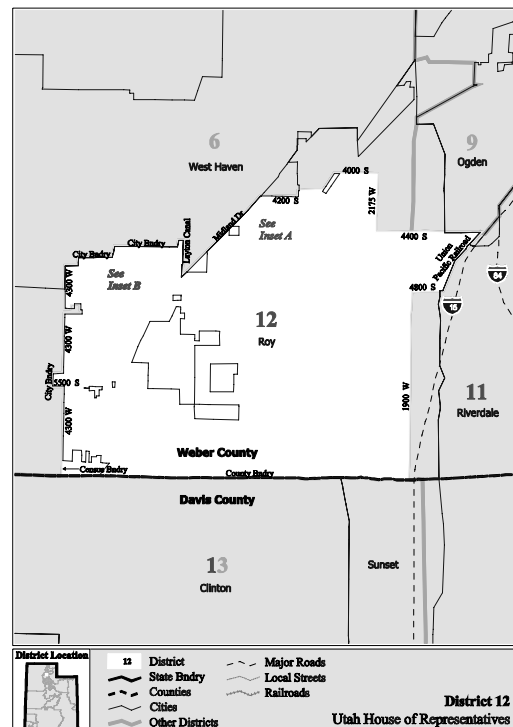 6
West Haven
9
Ogden
4000 S
4200 S
2175 W
Midland Dr
See
Inset A
4400 S
Union
Pacific Railroad
Layton Canal
City Bndry
City Bndry
See
Inset B
84
4300 W
4800 S
15
12
Roy
4300 W
City Bndry
5500 S
11
Riverdale
1900 W
4300 W
Weber County
Census Bndry
County Bndry
Davis County
13
Clinton
Sunset
District Location
12 District
State Bndry
Counties
Cities
Other Districts
Major Roads
Local Streets
Railroads
District 12
Utah House of Representatives